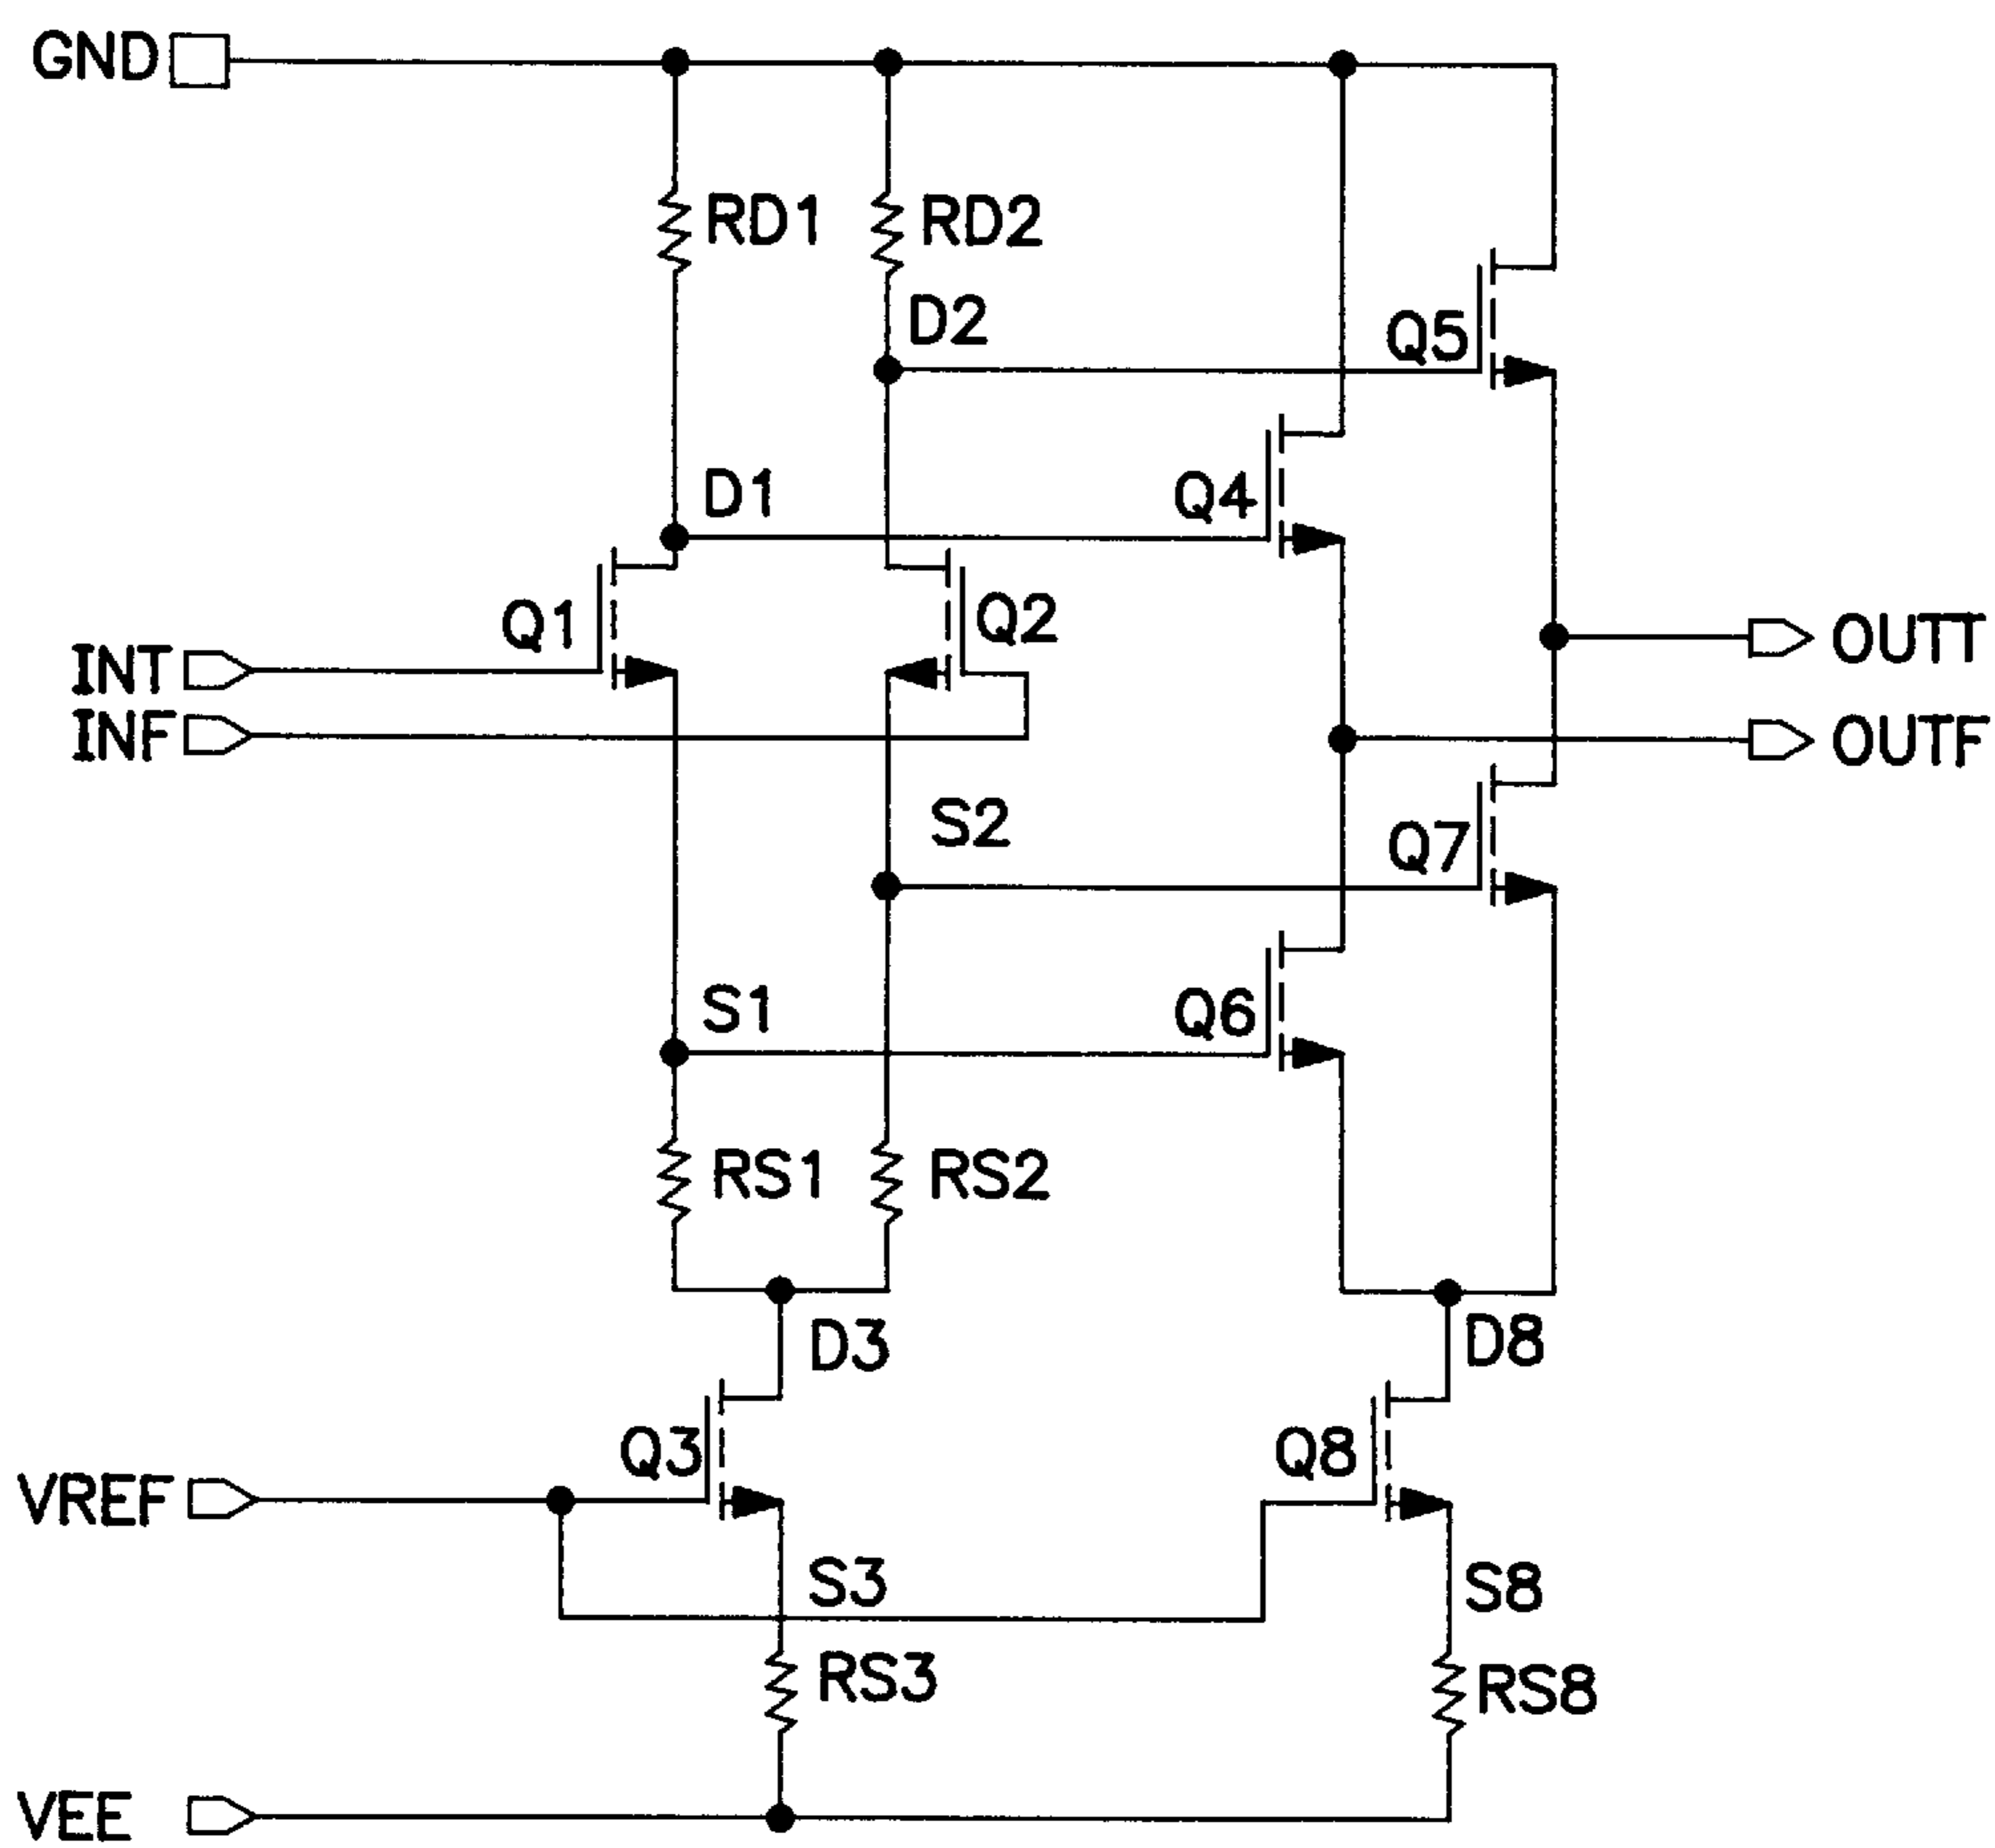 GND
RD1
RD2
D2
Q5
D1
Q4
Q1
Q2
INT
OUTT
INF
OUTF
S2
Q7
S1
Q6
RS1
RS2
D3
D8
Q3
Q8
VREF
S3
S8
RS3
RS8
VEE